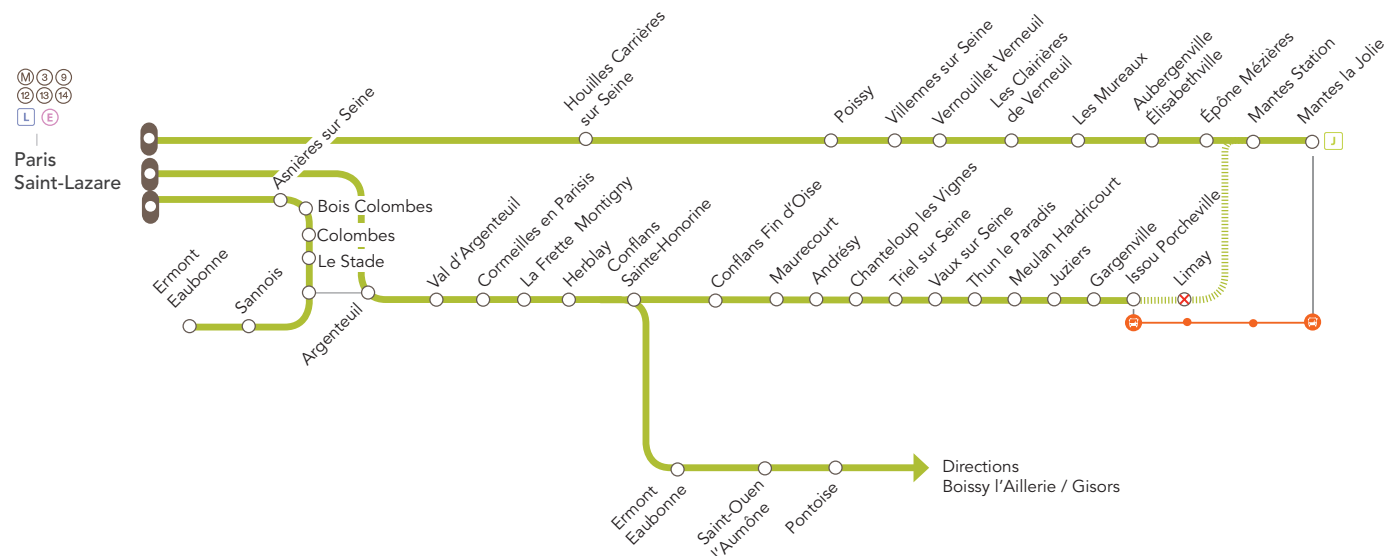 M 3 9
12 13 14
L E
Paris
Saint-Lazare
Asnières sur Seine
Houilles Carrières
sur Seine
Poissy
Villennes sur Seine
Vernouillet Verneuil
Les Clairières
de Verneuil
Les Mureaux
Aubergenville
Élisabethville
Épône Mézières
Mantes Station
Mantes la Jolie
J
Bois Colombes
Colombes
Le Stade
Ermont
Eaubonne
Sannois
Argenteuil
Val d'Argenteuil
Cormeilles en Parisis
La Frette Montigny
Herblay
Conflans
Sainte-Honorine
Conflans Fin d'Oise
Maurecourt
Andrésy
Chanteloup les Vignes
Triel sur Seine
Vaux sur Seine
Thun le Paradis
Meulan Hardricourt
Juziers
Gargenville
Issou Porcheville
Limay
Ermont
Eaubonne
Saint-Ouen
l'Aumône
Pontoise
Directions
Boissy l'Aillerie / Gisors